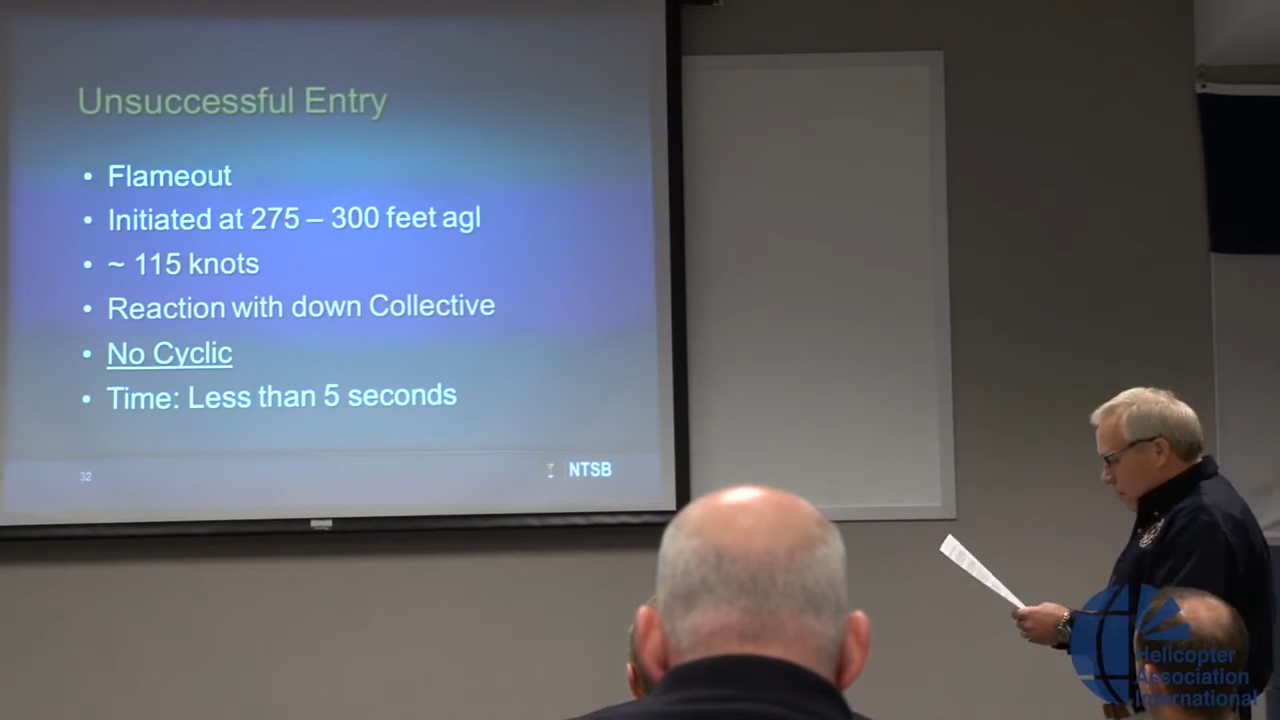 Unsuccessful Entry
• Flameout
• Initiated at 275 – 300 feet agl
• ~ 115 knots
• Reaction with down Collective
• No Cyclic
• Time: Less than 5 seconds
32
NTSB
Helicopter
Association
International